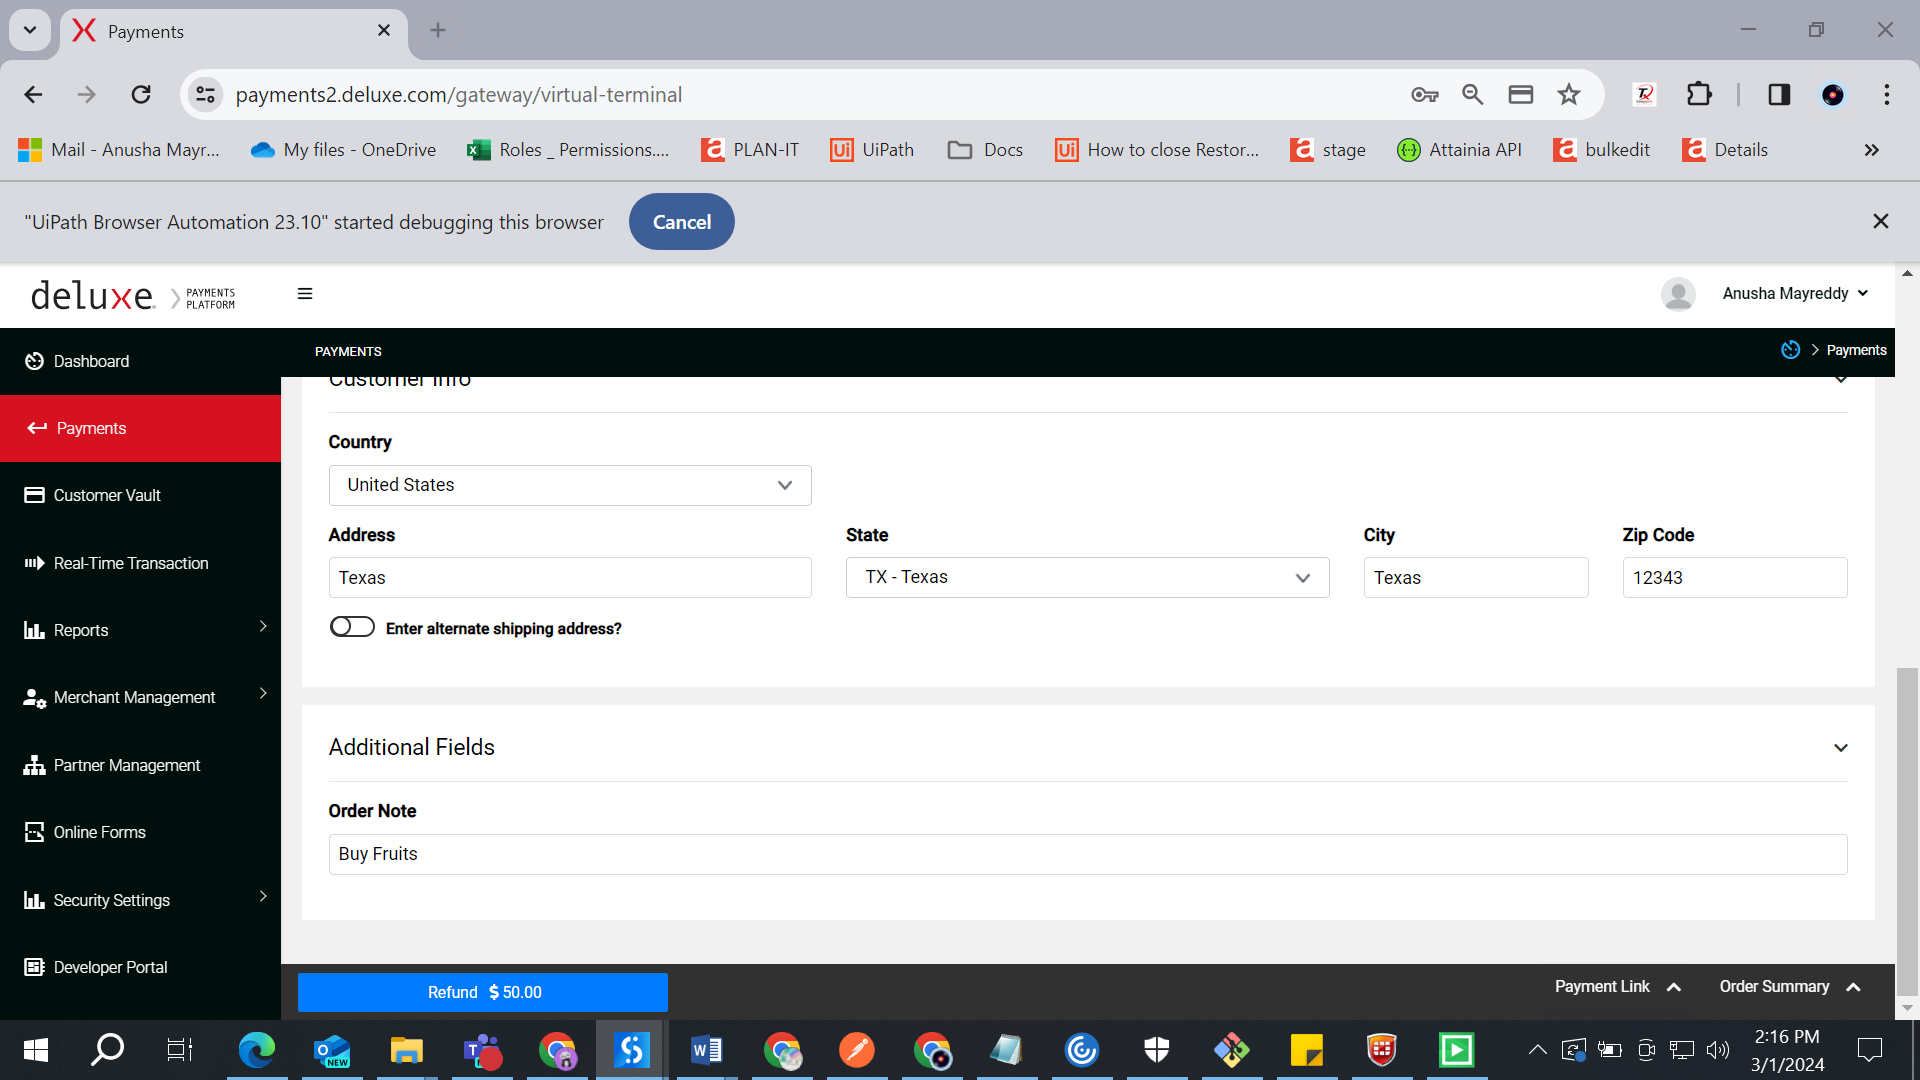 Payments
payments2.deluxe.com/gateway/virtual-terminal
Mail - Anusha Mayr... My files - OneDrive Roles _ Permissions.... PLAN-IT UiPath Docs How to close Restor... stage Attainia API bulkedit Details »
"UiPath Browser Automation 23.10" started debugging this browser Cancel
deluxe PAYMENTS PLATFORM
Anusha Mayreddy
Dashboard
Payments
Customer Vault
Real-Time Transaction
Reports
Merchant Management
Partner Management
Online Forms
Security Settings
Developer Portal
PAYMENTS
> Payments
Customer Info
Country
United States
Address State City Zip Code
Texas TX - Texas Texas 12343
Enter alternate shipping address?
Additional Fields
Order Note
Buy Fruits
Refund $ 50.00
Payment Link Order Summary
2:16 PM
3/1/2024